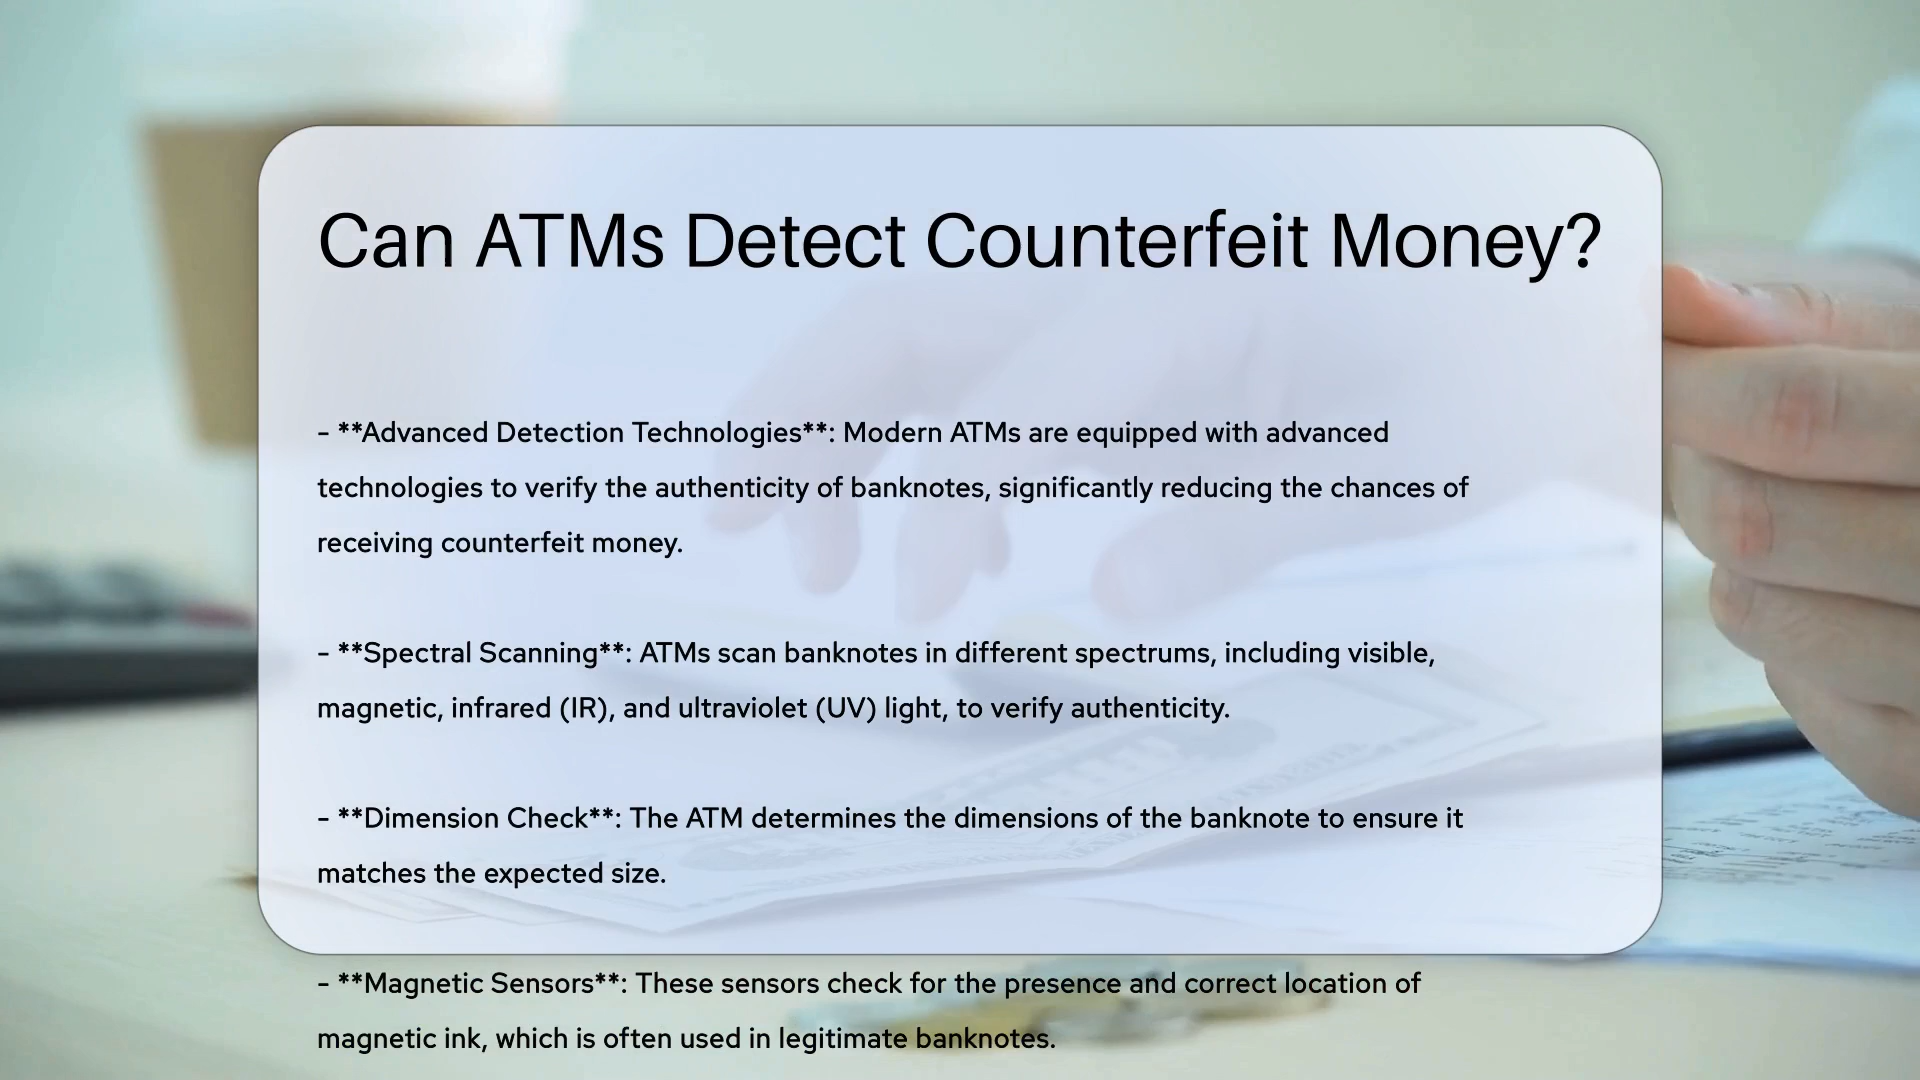 Can ATMs Detect Counterfeit Money?
- **Advanced Detection Technologies**: Modern ATMs are equipped with advanced
technologies to verify the authenticity of banknotes, significantly reducing the chances of
receiving counterfeit money.
- **Spectral Scanning**: ATMs scan banknotes in different spectrums, including visible,
magnetic, infrared (IR), and ultraviolet (UV) light, to verify authenticity.
- **Dimension Check**: The ATM determines the dimensions of the banknote to ensure it
matches the expected size.
- **Magnetic Sensors**: These sensors check for the presence and correct location of
magnetic ink, which is often used in legitimate banknotes.